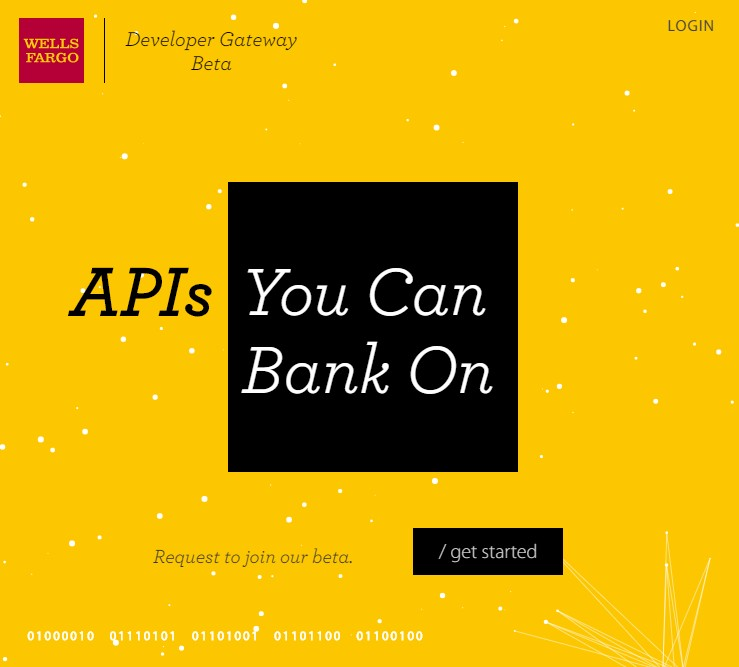 WELLS
FARGO
Developer Gateway
Beta
LOGIN
APIs You Can
Bank On
Request to join our beta.
/ get started
01000010 01110101 01101001 01101100 01100100